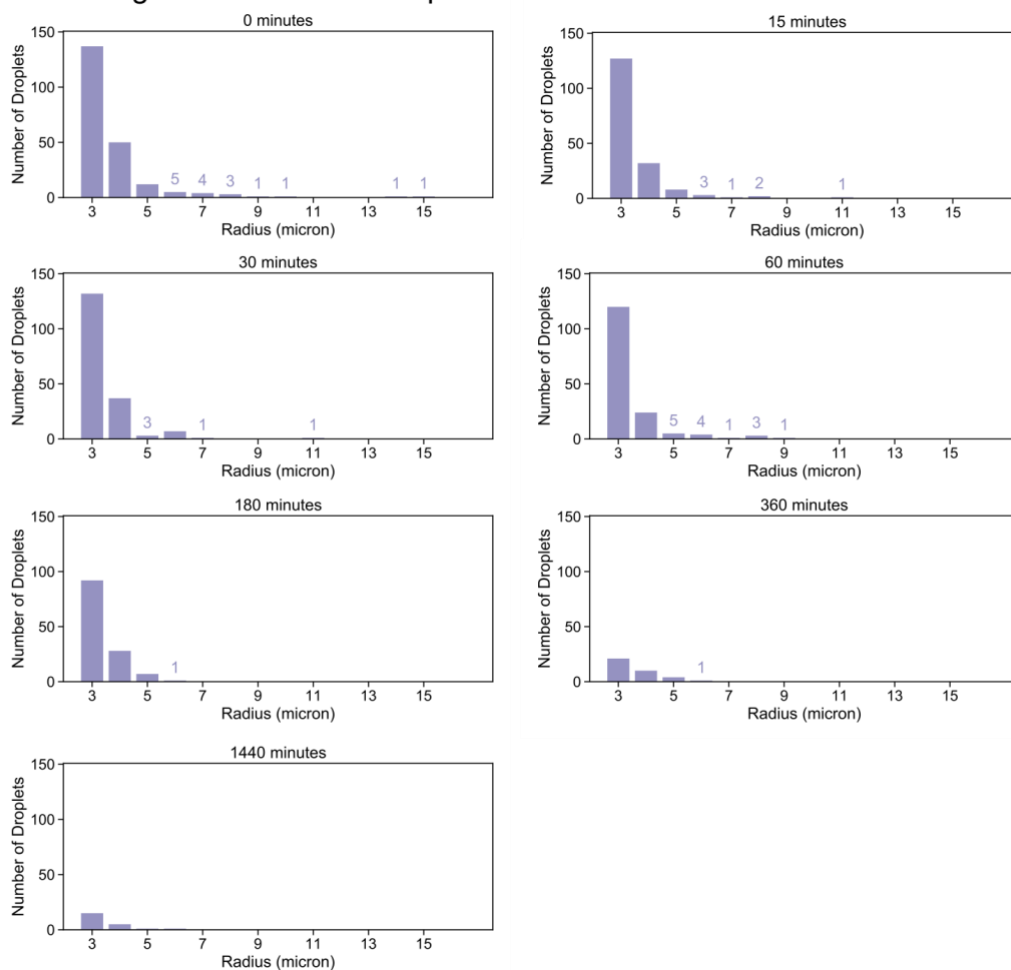 0 minutes
150
100
50
0
Number of Droplets
5 4 3 1 1 1 1
3 5 7 9 11 13 15
Radius (micron)
15 minutes
150
100
50
0
Number of Droplets
3 1 2 1
3 5 7 9 11 13 15
Radius (micron)
30 minutes
150
100
50
0
Number of Droplets
3 1 1
3 5 7 9 11 13 15
Radius (micron)
60 minutes
150
100
50
0
Number of Droplets
5 4 1 3 1
3 5 7 9 11 13 15
Radius (micron)
180 minutes
150
100
50
0
Number of Droplets
1
3 5 7 9 11 13 15
Radius (micron)
360 minutes
150
100
50
0
Number of Droplets
1
3 5 7 9 11 13 15
Radius (micron)
1440 minutes
150
100
50
0
Number of Droplets
3 5 7 9 11 13 15
Radius (micron)